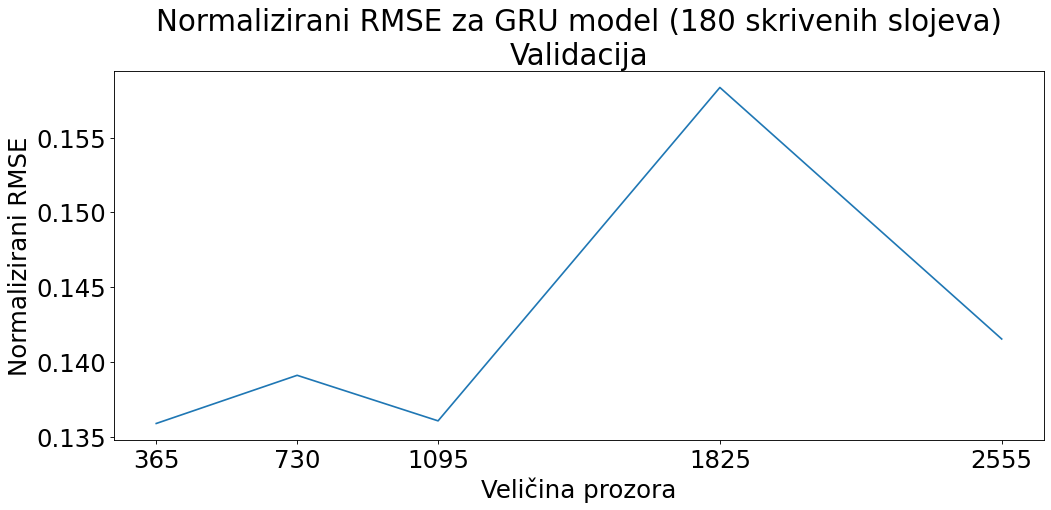 Normalizirani RMSE za GRU model (180 skrivenih slojeva)
Validacija
Normalizirani RMSE
0.155
0.150
0.145
0.140
0.135
365 730 1095 1825 2555
Veličina prozora